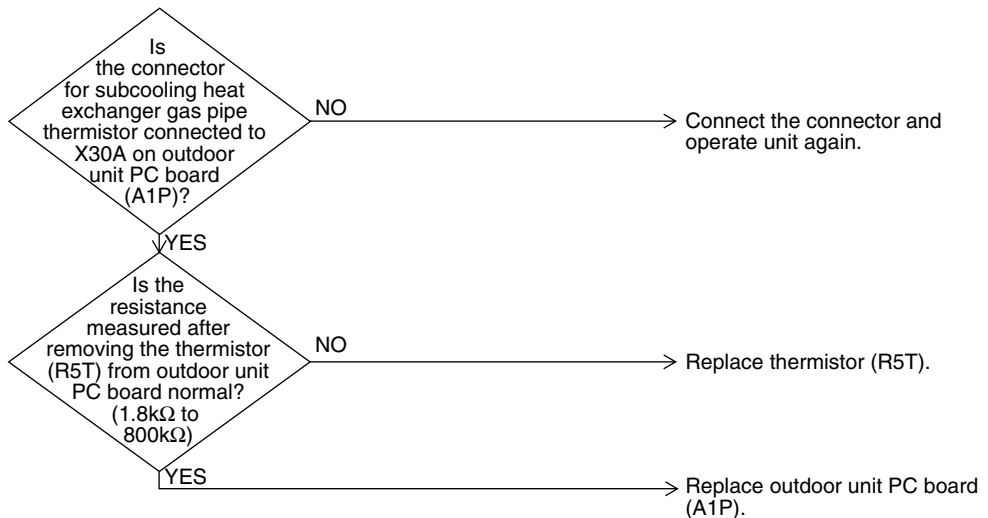 Is
the connector
for subcooling heat
exchanger gas pipe
thermistor connected to
X30A on outdoor
unit PC board
(A1P)?
NO
Connect the connector and
operate unit again.
YES
Is the
resistance
measured after
removing the thermistor
(R5T) from outdoor unit
PC board normal?
(1.8kΩ to
800kΩ)
NO
Replace thermistor (R5T).
YES
Replace outdoor unit PC board
(A1P).